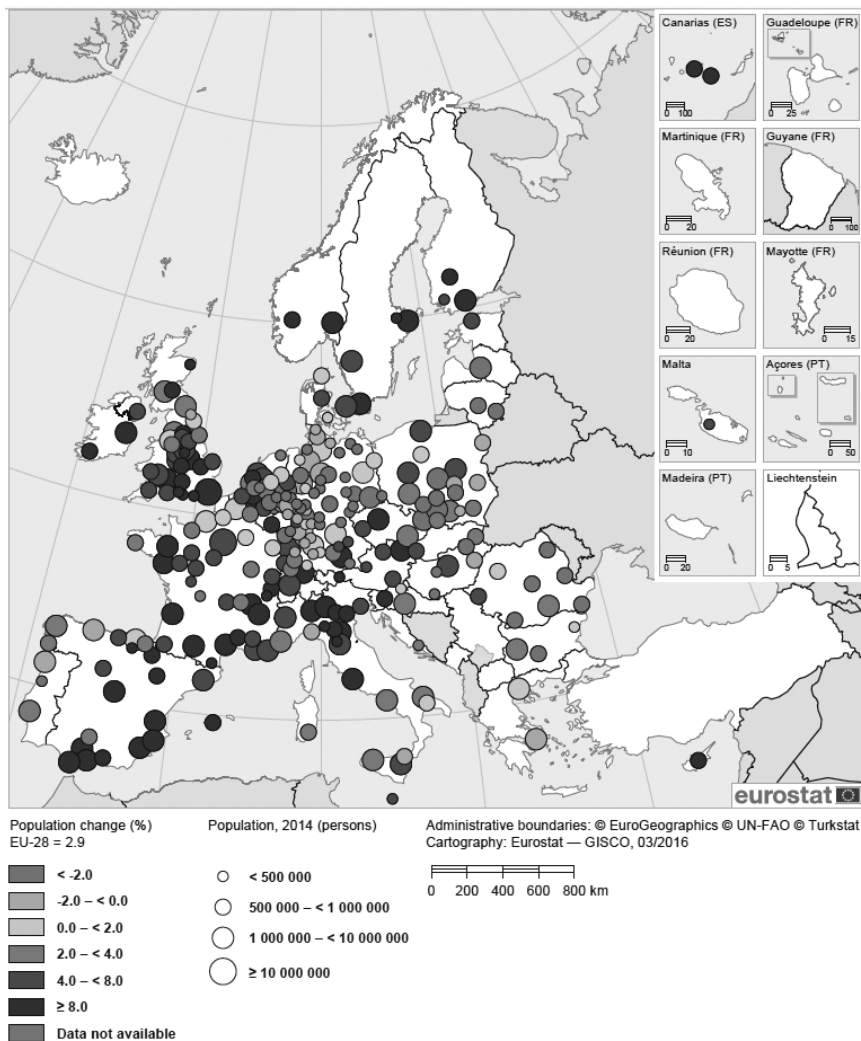 Canarias (ES)
0 100
Guadeloupe (FR)
0 25
Martinique (FR)
0 20
Guyane (FR)
0 100
Réunion (FR)
0 20
Mayotte (FR)
0 15
Malta
0 10
Açores (PT)
0 50
Madeira (PT)
0 20
Liechtenstein
0 5
eurostat
Population change (%)
EU-28 = 2.9
< -2.0
-2.0 – < 0.0
0.0 – < 2.0
2.0 – < 4.0
4.0 – < 8.0
≥ 8.0
Data not available
Population, 2014 (persons)
< 500 000
500 000 – < 1 000 000
1 000 000 – < 10 000 000
≥ 10 000 000
Administrative boundaries: © EuroGeographics © UN-FAO © Turkstat
Cartography: Eurostat — GISCO, 03/2016
0 200 400 600 800 km